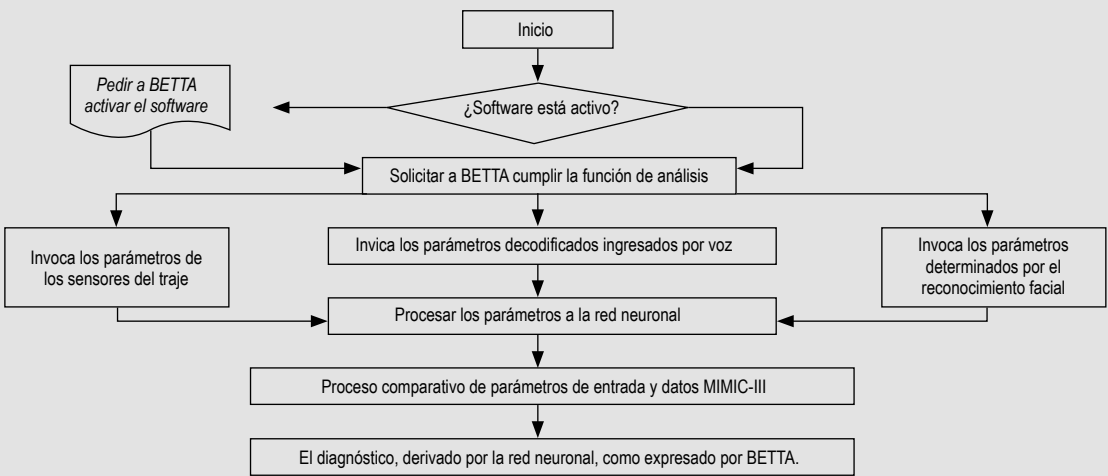 Inicio
Pedir a BETTA
activar el software
¿Software está activo?
Solicitar a BETTA cumplir la función de análisis
Invoca los parámetros de
los sensores del traje
Invica los parámetros decodificados ingresados por voz
Invoca los parámetros
determinados por el
reconocimiento facial
Procesar los parámetros a la red neuronal
Proceso comparativo de parámetros de entrada y datos MIMIC-III
El diagnóstico, derivado por la red neuronal, como expresado por BETTA.